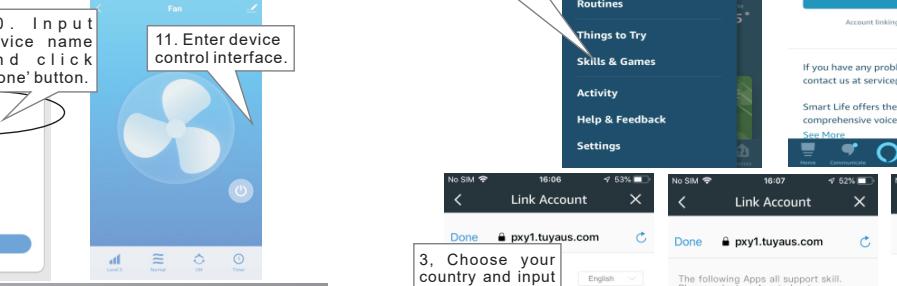 0. Input
vice name
nd click
one' button.
Fan
11. Enter device
control interface.
Level 3
Normal
Off
Timer
Routines
Things to Try
Skills & Games
Activity
Help & Feedback
Settings
Account linking
If you have any prob
contact us at service
Smart Life offers the
comprehensive voice
See More
Home
Communicate
No SIM 16:06 53%
Link Account
Done pxy1.tuyaus.com
3, Choose your
country and input
English
No SIM 16:07 52%
Link Account
Done pxy1.tuyaus.com
The following Apps all support skill.